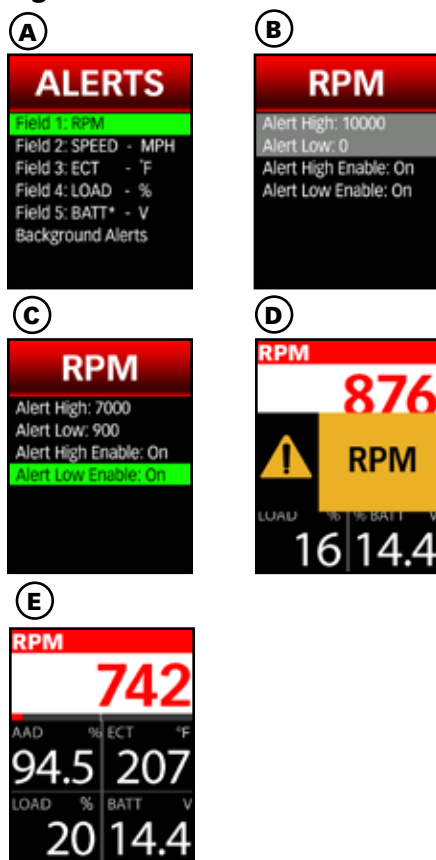 A
B
ALERTS
Field 1: RPM
Field 2: SPEED - MPH
Field 3: ECT - °F
Field 4: LOAD - %
Field 5: BATT* - V
Background Alerts
RPM
Alert High: 10000
Alert Low: 0
Alert High Enable: On
Alert Low Enable: On
C
D
RPM
Alert High: 7000
Alert Low: 900
Alert High Enable: On
Alert Low Enable: On
RPM
876
RPM
LOAD % % BATT V
16 14.4
E
RPM
742
AAD % ECT °F
94.5 207
LOAD % BATT V
20 14.4